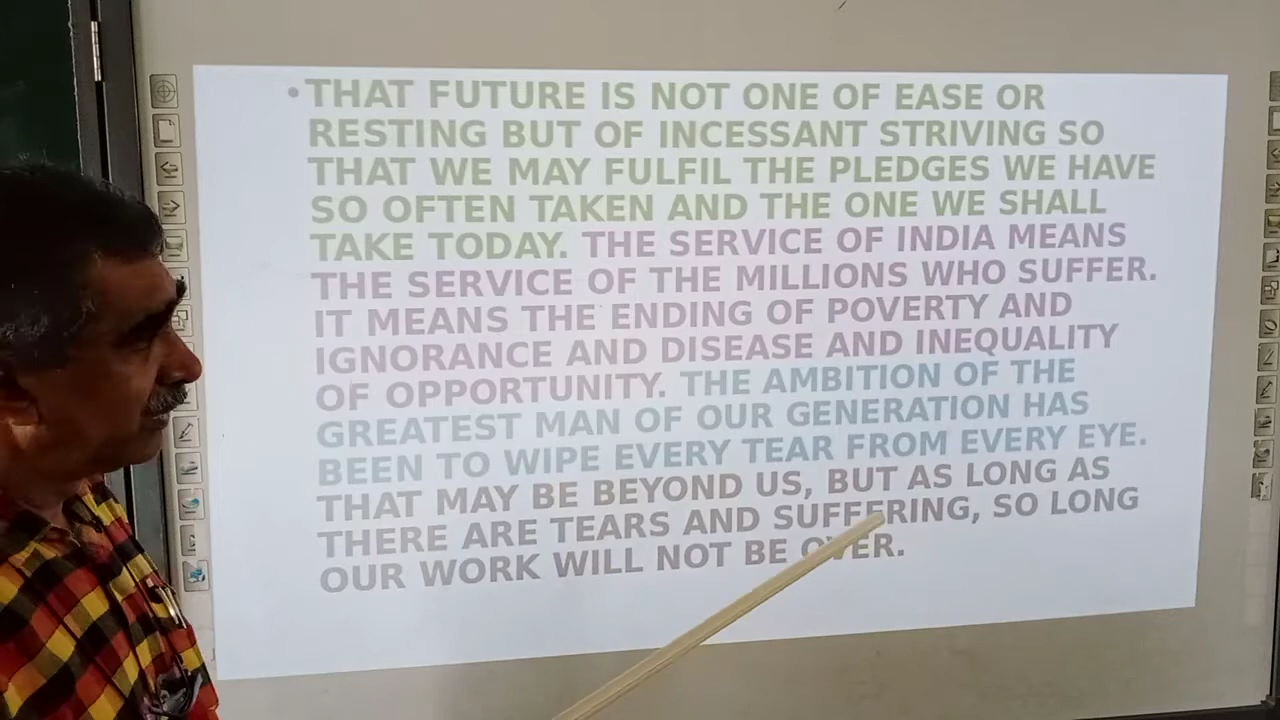 • THAT FUTURE IS NOT ONE OF EASE OR
RESTING BUT OF INCESSANT STRIVING SO
THAT WE MAY FULFIL THE PLEDGES WE HAVE
SO OFTEN TAKEN AND THE ONE WE SHALL
TAKE TODAY. THE SERVICE OF INDIA MEANS
THE SERVICE OF THE MILLIONS WHO SUFFER.
IT MEANS THE ENDING OF POVERTY AND
IGNORANCE AND DISEASE AND INEQUALITY
OF OPPORTUNITY. THE AMBITION OF THE
GREATEST MAN OF OUR GENERATION HAS
BEEN TO WIPE EVERY TEAR FROM EVERY EYE.
THAT MAY BE BEYOND US, BUT AS LONG AS
THERE ARE TEARS AND SUFFERING, SO LONG
OUR WORK WILL NOT BE OVER.